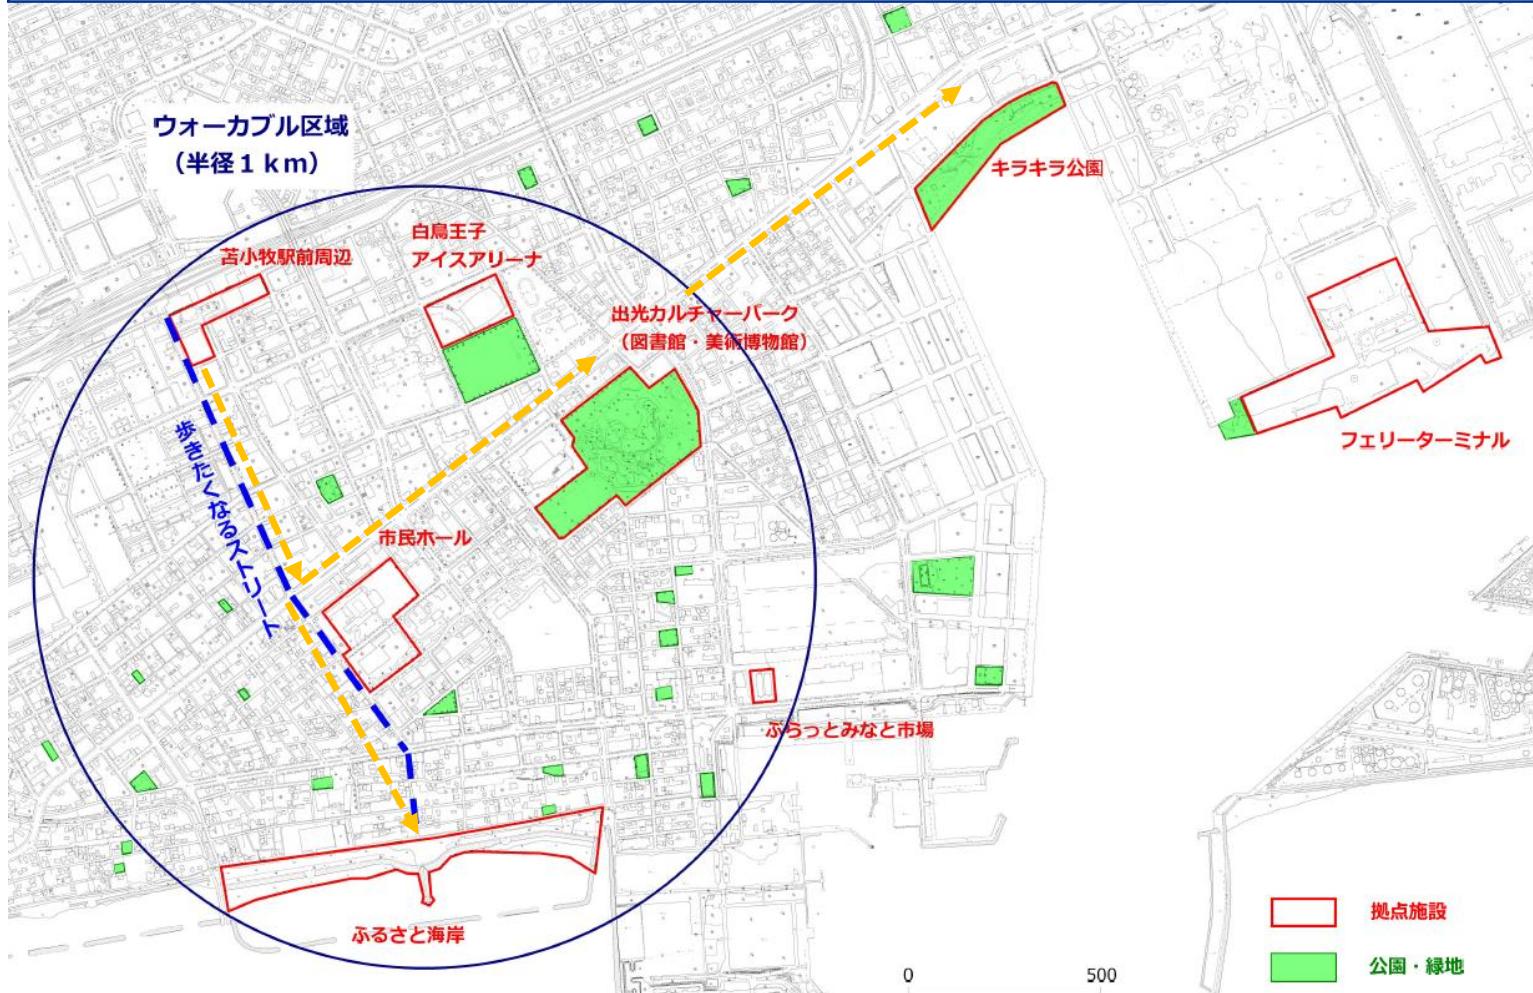 ウォーカブル区域
（半径１ｋｍ）
白鳥王子
アイスアリーナ
苫小牧駅前周辺
キラキラ公園
出光カルチャーパーク
（図書館・美術博物館）
フェリーターミナル
歩きたくなるストリート
市民ホール
ぷらっとみなと市場
ふるさと海岸
拠点施設
公園・緑地
0 500